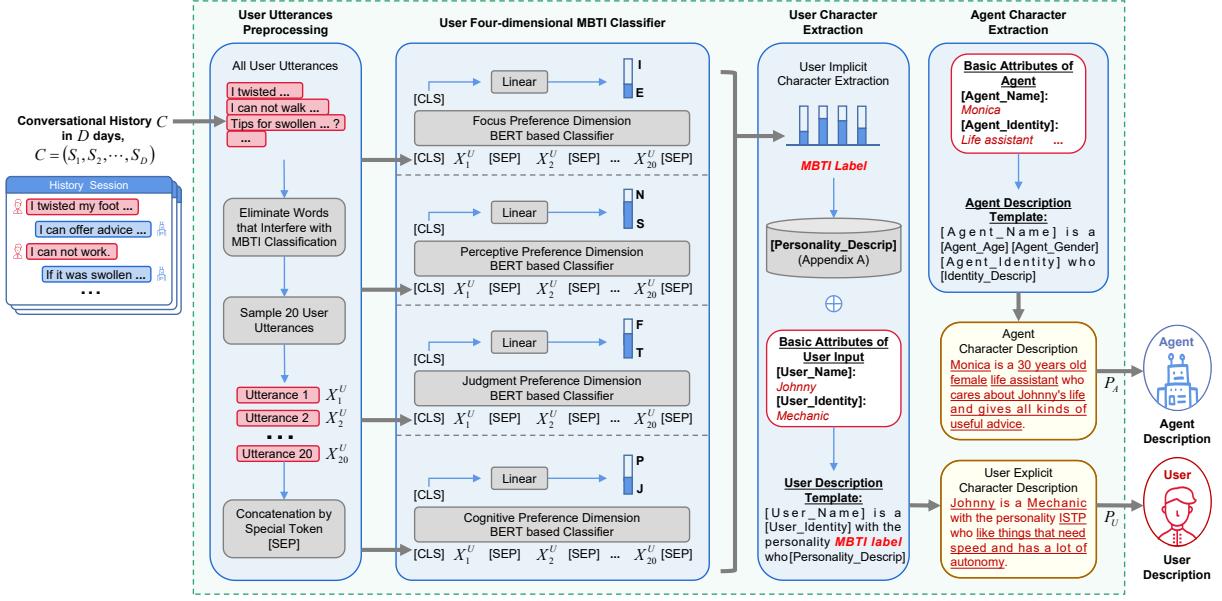 User Utterances
Preprocessing
User Four-dimensional MBTI Classifier
User Character
Extraction
Agent Character
Extraction
Conversational History C
in D days,
C = (S₁, S₂, ⋯, S_D)
History Session
I twisted my foot ...
I can offer advice ...
I can not work.
If it was swollen ...
...
All User Utterances
I twisted ...
I can not walk ...
Tips for swollen ... ?
...
Eliminate Words
that Interfere with
MBTI Classification
Sample 20 User
Utterances
Utterance 1 X₁ᵁ
Utterance 2 X₂ᵁ
...
Utterance 20 X₂₀ᵁ
Concatenation by
Special Token
[SEP]
[CLS] Linear I E
Focus Preference Dimension
BERT based Classifier
[CLS] X₁ᵁ [SEP] X₂ᵁ [SEP] ... X₂₀ᵁ [SEP]
[CLS] Linear N S
Perceptive Preference Dimension
BERT based Classifier
[CLS] X₁ᵁ [SEP] X₂ᵁ [SEP] ... X₂₀ᵁ [SEP]
[CLS] Linear F T
Judgment Preference Dimension
BERT based Classifier
[CLS] X₁ᵁ [SEP] X₂ᵁ [SEP] ... X₂₀ᵁ [SEP]
[CLS] Linear P J
Cognitive Preference Dimension
BERT based Classifier
[CLS] X₁ᵁ [SEP] X₂ᵁ [SEP] ... X₂₀ᵁ [SEP]
User Implicit
Character Extraction
MBTI Label
[Personality_Descrip]
(Appendix A)
Basic Attributes of
User Input
[User_Name]:
Johnny
[User_Identity]:
Mechanic
User Description
Template:
[User_Name] is a
[User_Identity] with the
personality MBTI label
who [Personality_Descrip]
Basic Attributes of
Agent
[Agent_Name]:
Monica
[Agent_Identity]:
Life assistant ...
Agent Description
Template:
[Agent_Name] is a
[Agent_Age] [Agent_Gender]
[Agent_Identity] who
[Identity_Descrip]
Agent
Character Description
Monica is a 30 years old
female life assistant who
cares about Johnny's life
and gives all kinds of
useful advice.
User Explicit
Character Description
Johnny is a Mechanic
with the personality ISTP
who like things that need
speed and has a lot of
autonomy.
P_A
Agent
Agent
Description
P_U
User
User
Description